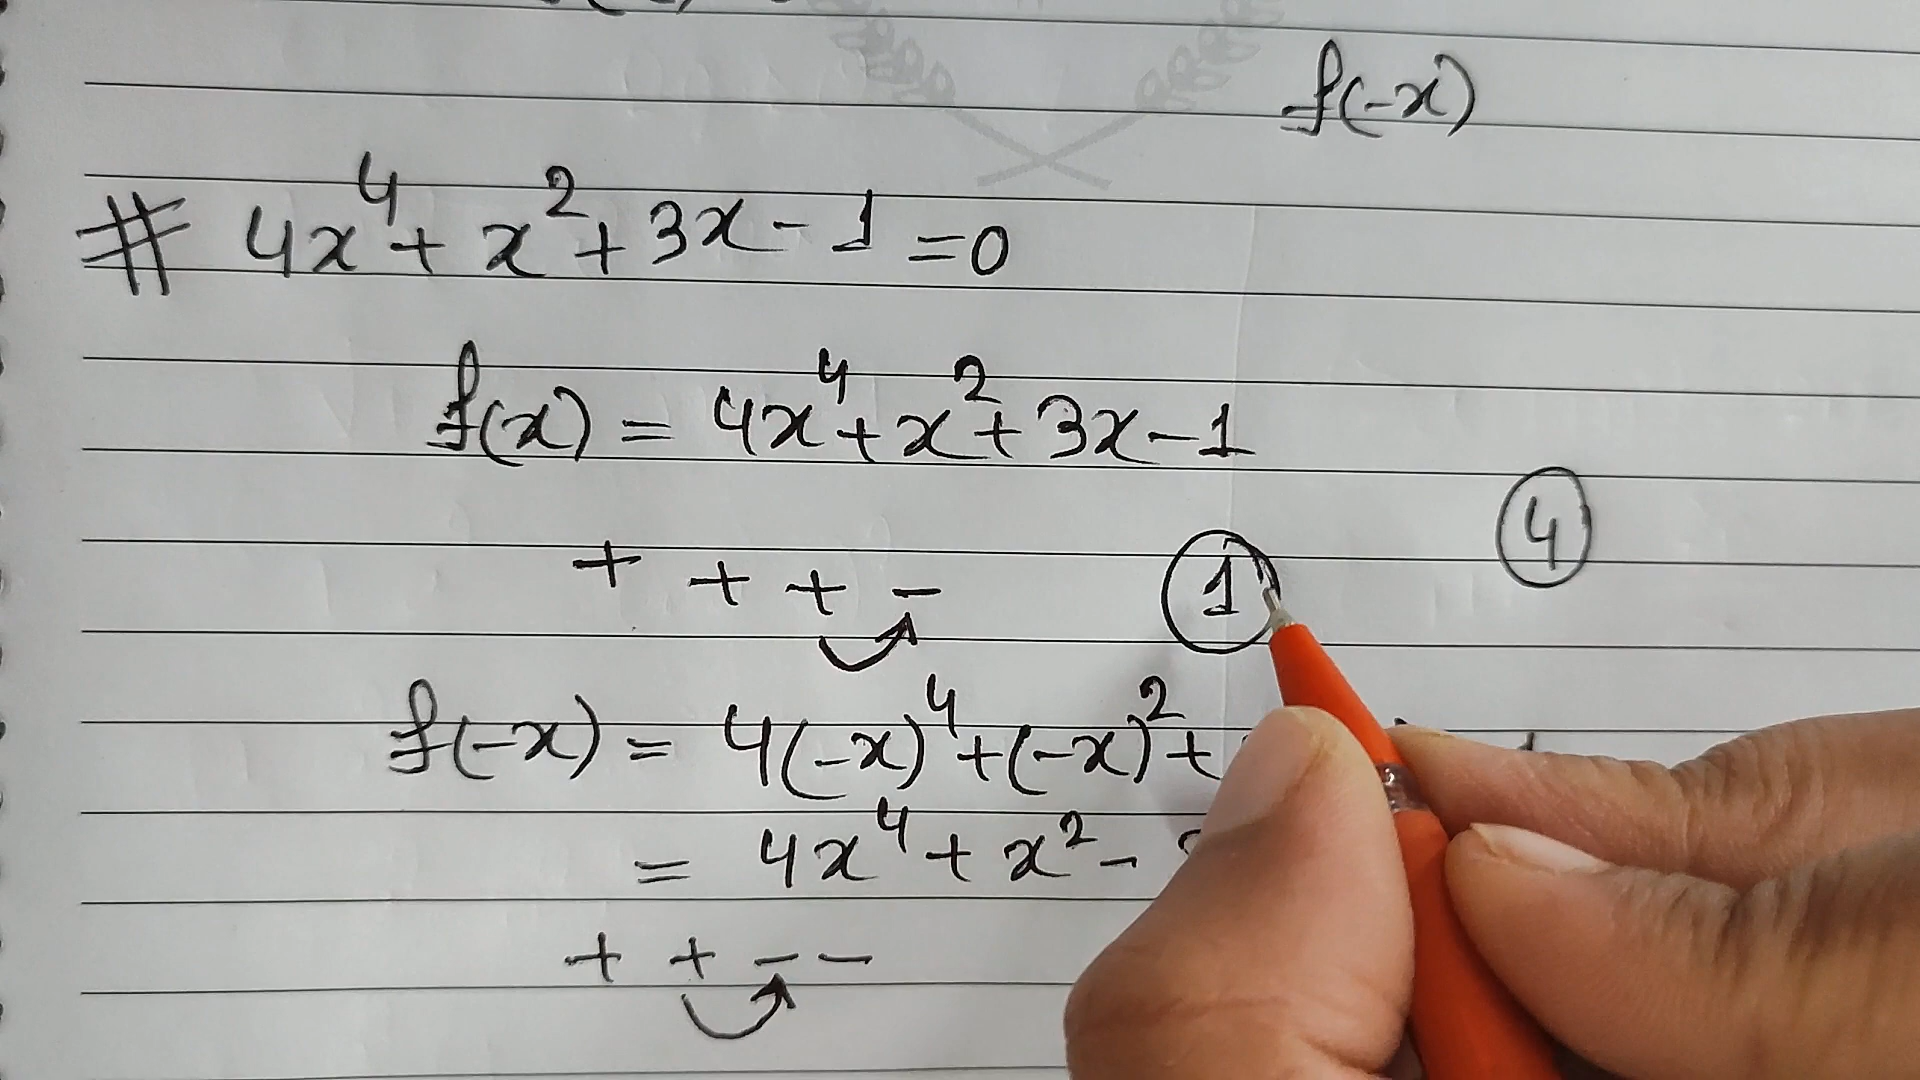 f(-x)
# 4x⁴ + x² + 3x - 1 = 0
f(x) = 4x⁴ + x² + 3x - 1
4
+ + + -
1
f(-x) = 4(-x)⁴ + (-x)² +
= 4x⁴ + x² -
+ + - -